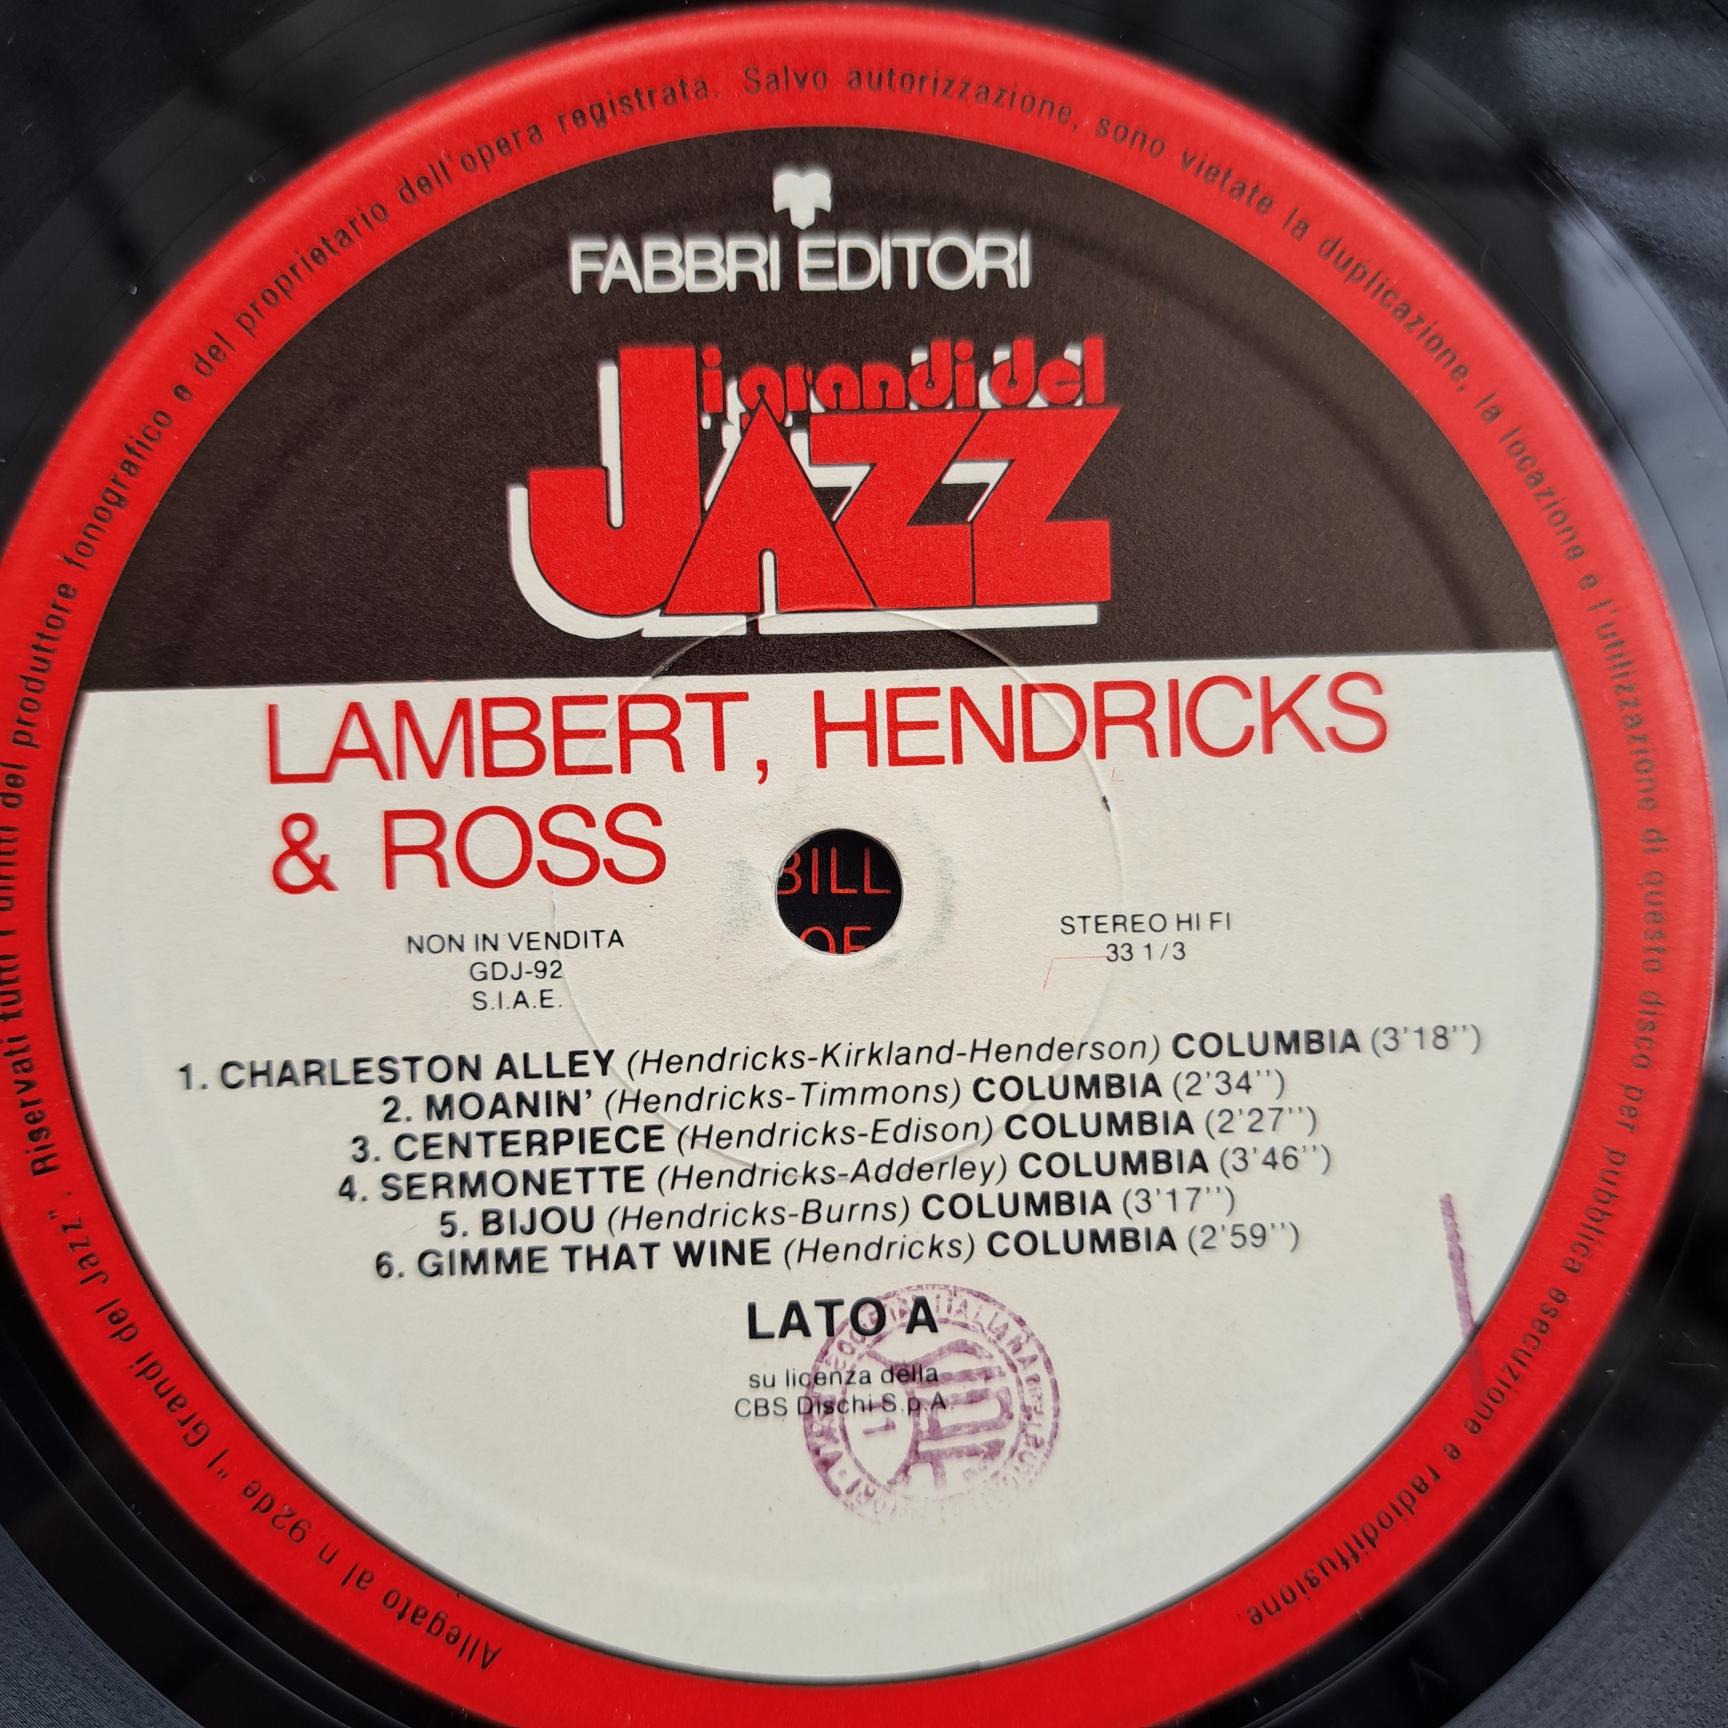 Allegato al n 92de "I Grandi del Jazz". Riservati tutti i diritti del produttore fonografico e del proprietario dell'opera registrata. Salvo autorizzazione, sono vietate la duplicazione, la locazione e l'utilizzazione di questo disco per pubblica esecuzione e radiodiffusione.
FABBRI EDITORI
i grandi del
JAZZ
LAMBERT, HENDRICKS
& ROSS
BILL
NON IN VENDITA
GDJ-92
S.I.A.E.
STEREO HI FI
33 1/3
1. CHARLESTON ALLEY (Hendricks-Kirkland-Henderson) COLUMBIA (3'18'')
2. MOANIN' (Hendricks-Timmons) COLUMBIA (2'34'')
3. CENTERPIECE (Hendricks-Edison) COLUMBIA (2'27'')
4. SERMONETTE (Hendricks-Adderley) COLUMBIA (3'46'')
5. BIJOU (Hendricks-Burns) COLUMBIA (3'17'')
6. GIMME THAT WINE (Hendricks) COLUMBIA (2'59'')
LATO A
su licenza della
CBS Dischi S.p.A.